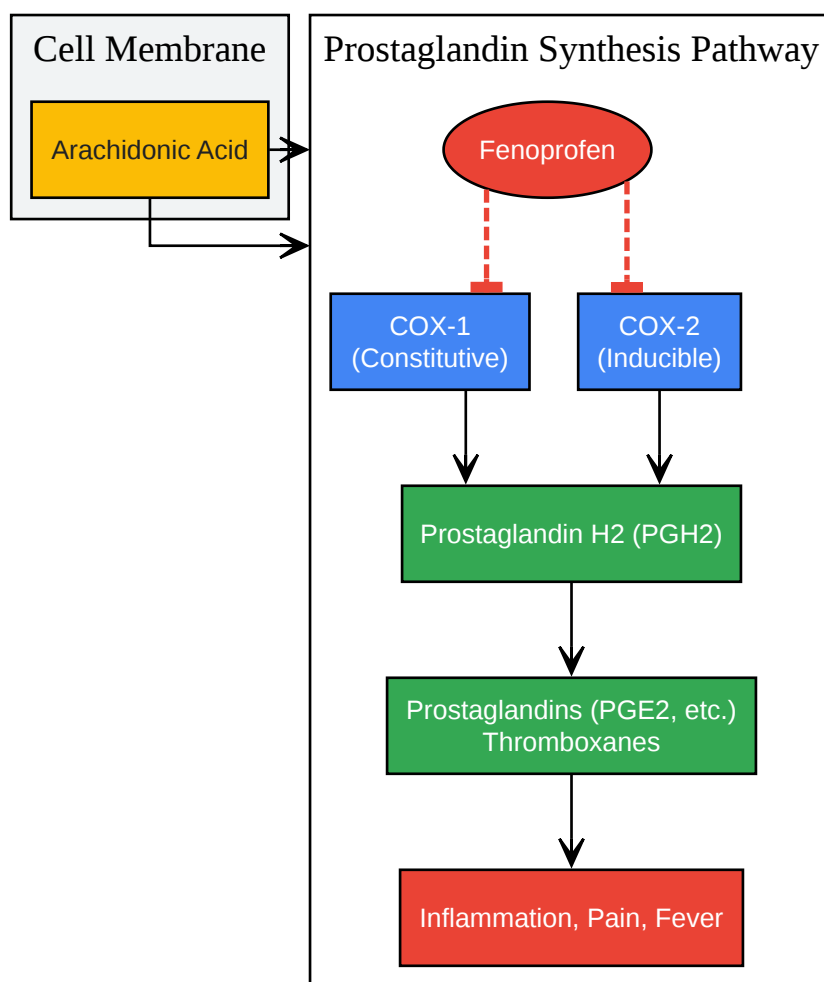 Cell Membrane
Arachidonic Acid
Prostaglandin Synthesis Pathway
Fenoprofen
COX-1
(Constitutive)
COX-2
(Inducible)
Prostaglandin H2 (PGH2)
Prostaglandins (PGE2, etc.)
Thromboxanes
Inflammation, Pain, Fever